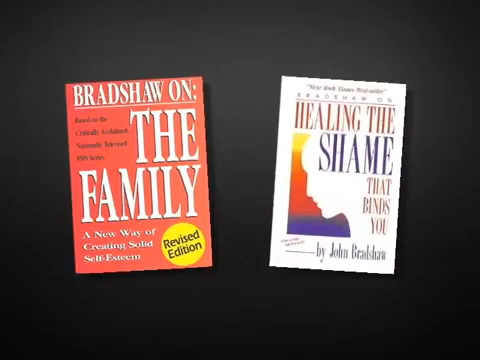 BRADSHAW ON:
Based on the
Critically Acclaimed,
Nationally Televised
PBS Series
THE
FAMILY
A New Way of
Creating Solid
Self-Esteem
Revised
Edition
"New York Times Best-seller"
BRADSHAW ON
HEALING THE
SHAME
THAT
BINDS
YOU
by John Bradshaw